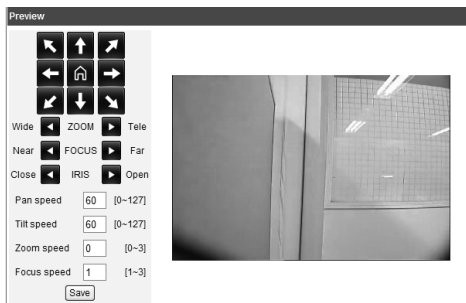 Preview
Wide ZOOM Tele
Near FOCUS Far
Close IRIS Open
Pan speed 60 [0~127]
Tilt speed 60 [0~127]
Zoom speed 0 [0~3]
Focus speed 1 [1~3]
Save